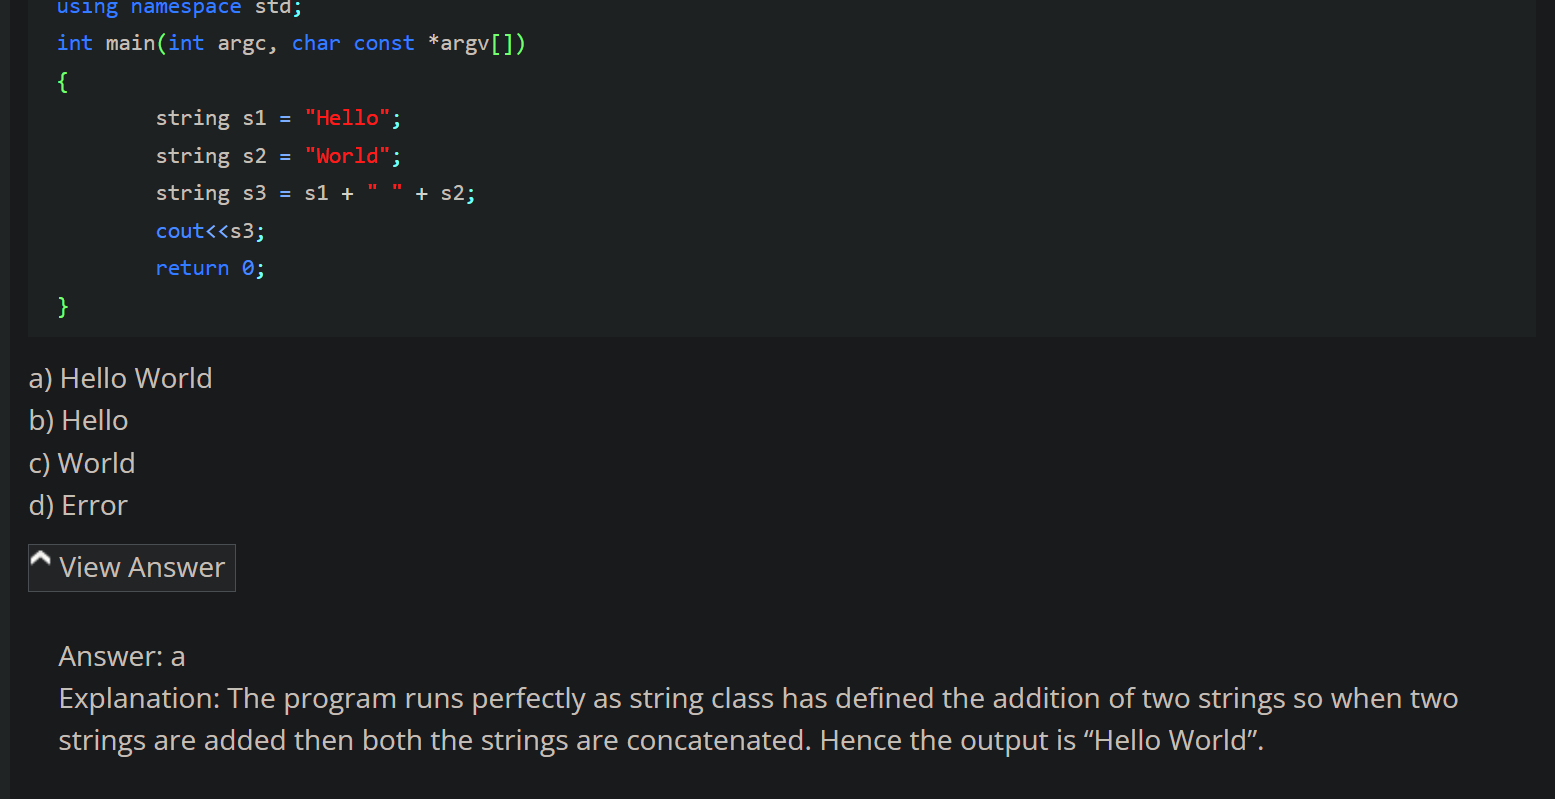 using namespace std;
int main(int argc, char const *argv[])
{
string s1 = "Hello";
string s2 = "World";
string s3 = s1 + " " + s2;
cout<<s3;
return 0;
}
a) Hello World
b) Hello
c) World
d) Error
View Answer
Answer: a
Explanation: The program runs perfectly as string class has defined the addition of two strings so when two
strings are added then both the strings are concatenated. Hence the output is “Hello World”.